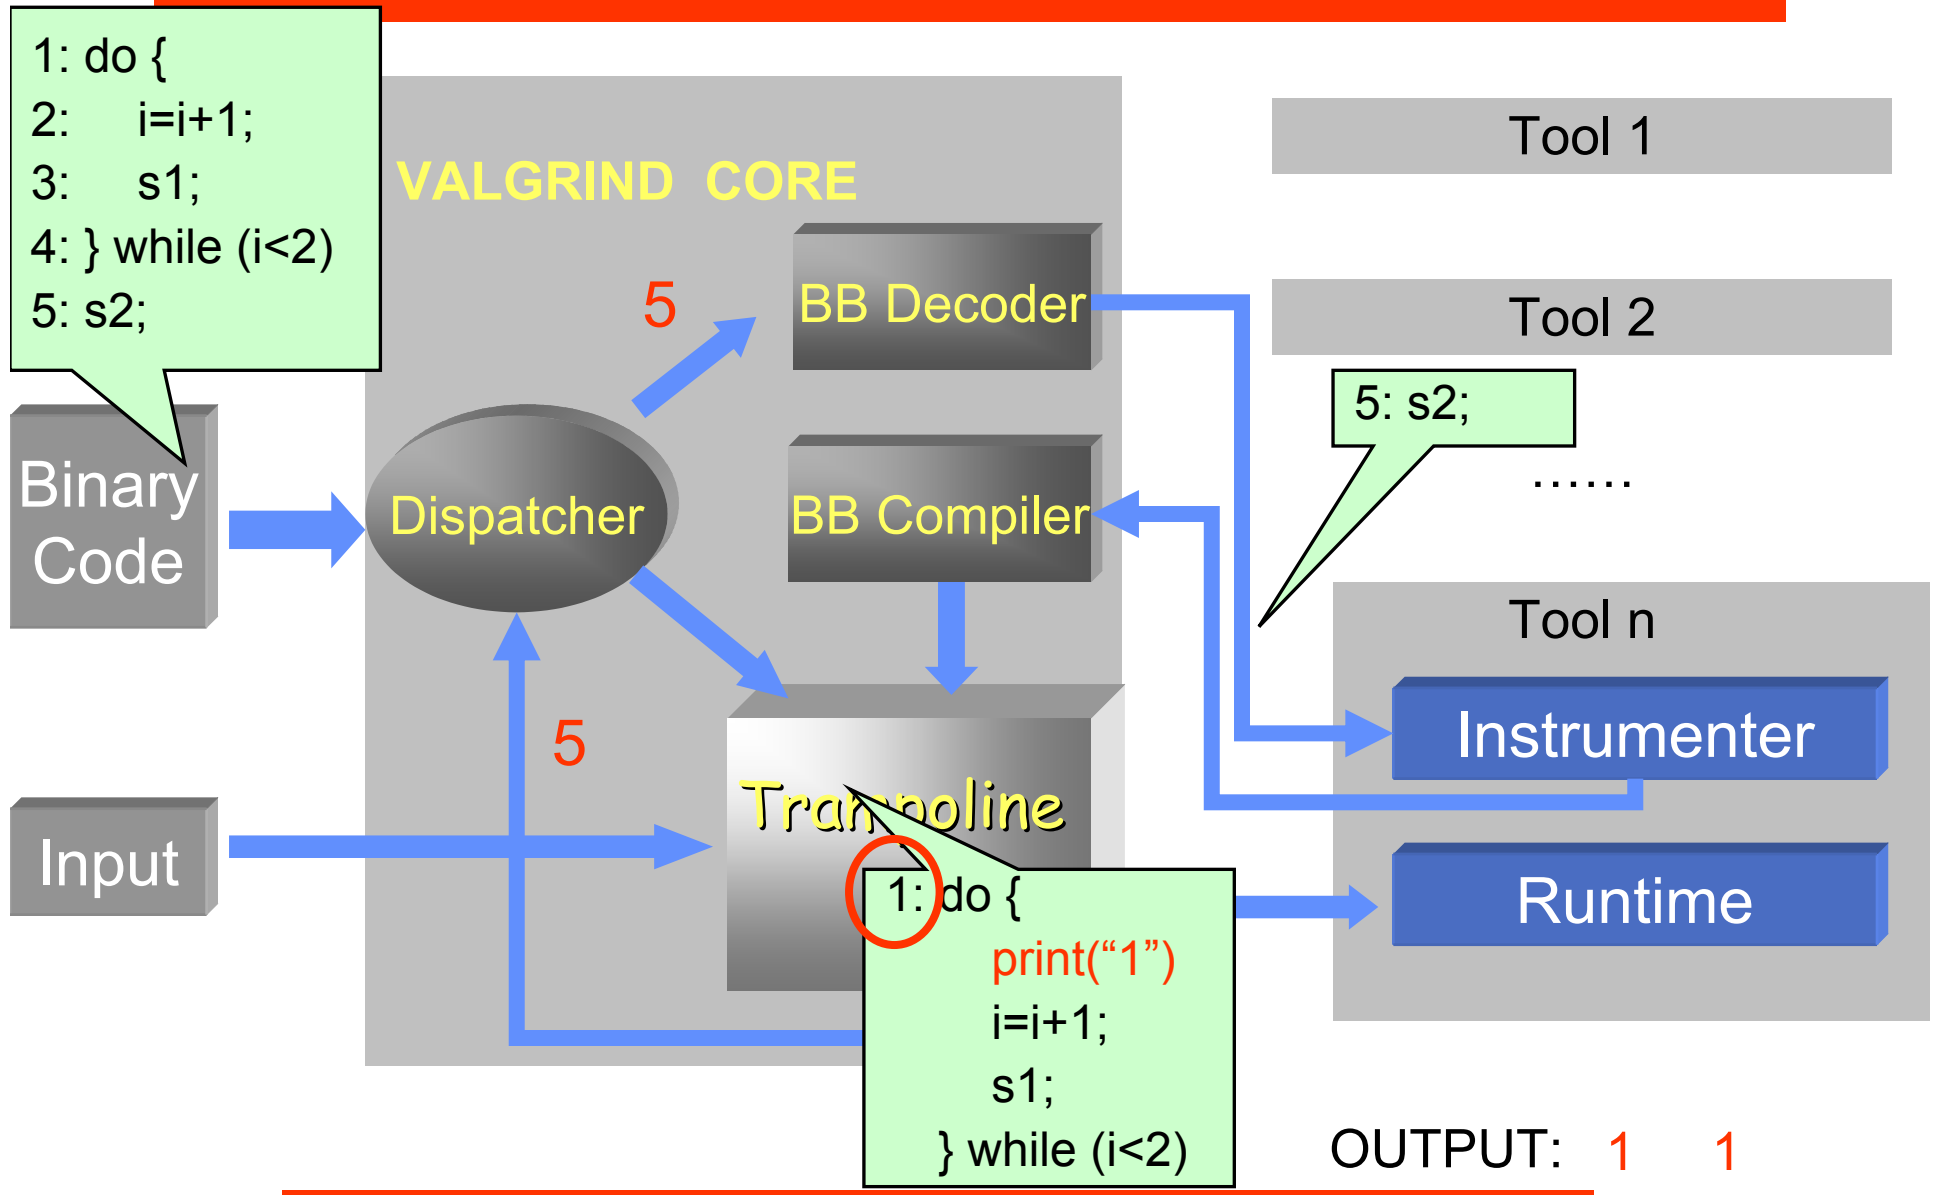 1: do {
2: i=i+1;
3: s1;
4: } while (i<2)
5: s2;
VALGRIND CORE
Tool 1
BB Decoder
5
Tool 2
5: s2;
……
Binary
Code
Dispatcher
BB Compiler
Tool n
Instrumenter
5
Trampoline
Input
Runtime
1: do {
print(“1”)
i=i+1;
s1;
} while (i<2)
OUTPUT: 1 1